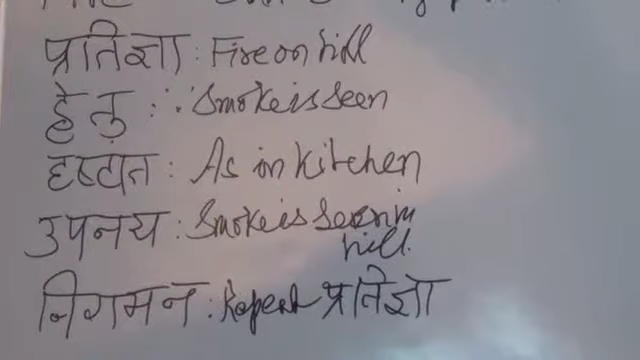 प्रतिज्ञा : Fire on hill
हेतु : ∵ Smoke is seen
दृष्टान्त : As in kitchen
उपनय : Smoke is seen in
hill.
निगमन : Repeat प्रतिज्ञा